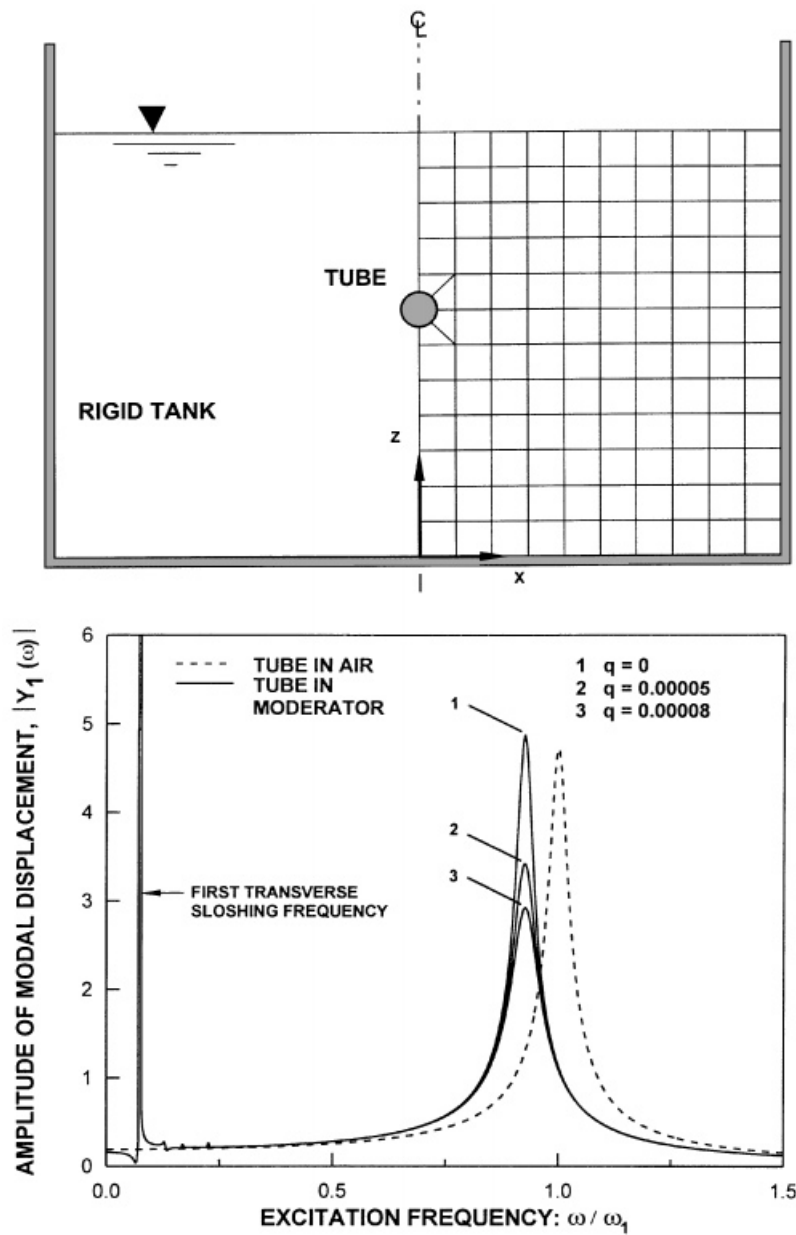 ℄
TUBE
RIGID TANK
z
x
AMPLITUDE OF MODAL DISPLACEMENT, |Y₁ (ω)|
6
5
4
3
2
1
0
TUBE IN AIR
TUBE IN
MODERATOR
1 q = 0
2 q = 0.00005
3 q = 0.00008
1
2
3
FIRST TRANSVERSE
SLOSHING FREQUENCY
0.0
0.5
1.0
1.5
EXCITATION FREQUENCY: ω / ω₁